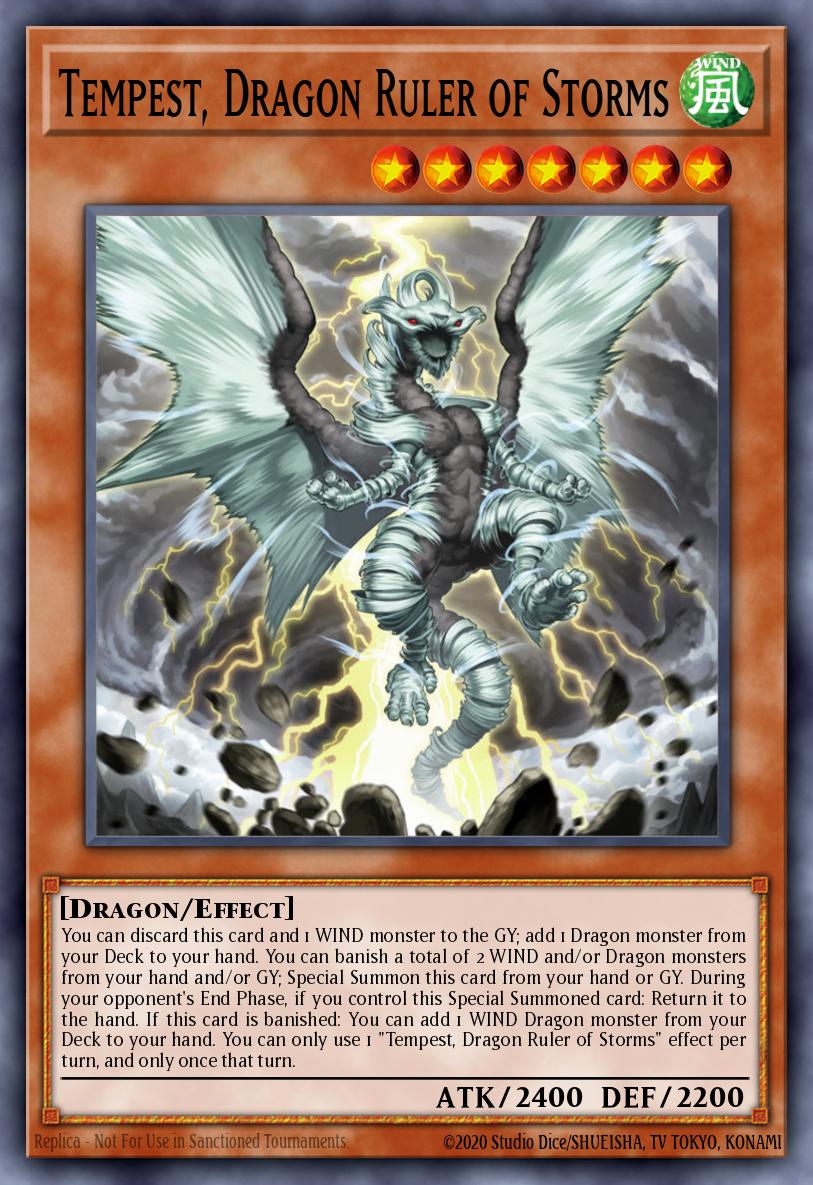 Tempest, Dragon Ruler of Storms
WIND
風
[Dragon/Effect]
You can discard this card and 1 WIND monster to the GY; add 1 Dragon monster from
your Deck to your hand. You can banish a total of 2 WIND and/or Dragon monsters
from your hand and/or GY; Special Summon this card from your hand or GY. During
your opponent's End Phase, if you control this Special Summoned card: Return it to
the hand. If this card is banished: You can add 1 WIND Dragon monster from your
Deck to your hand. You can only use 1 "Tempest, Dragon Ruler of Storms" effect per
turn, and only once that turn.
ATK/2400 DEF/2200
Replica - Not For Use in Sanctioned Tournaments.
©2020 Studio Dice/SHUEISHA, TV TOKYO, KONAMI